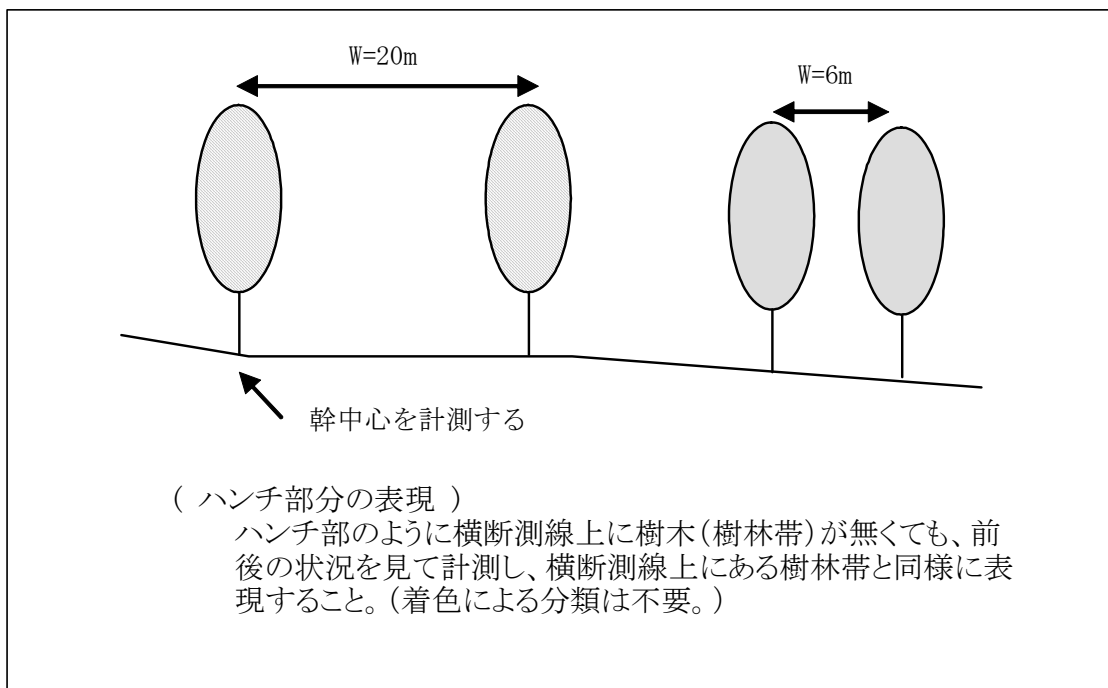 W=20m
W=6m
幹中心を計測する
( ハンチ部分の表現 )
ハンチ部のように横断測線上に樹木(樹林帯)が無くても、前
後の状況を見て計測し、横断測線上にある樹林帯と同様に表
現すること。(着色による分類は不要。)